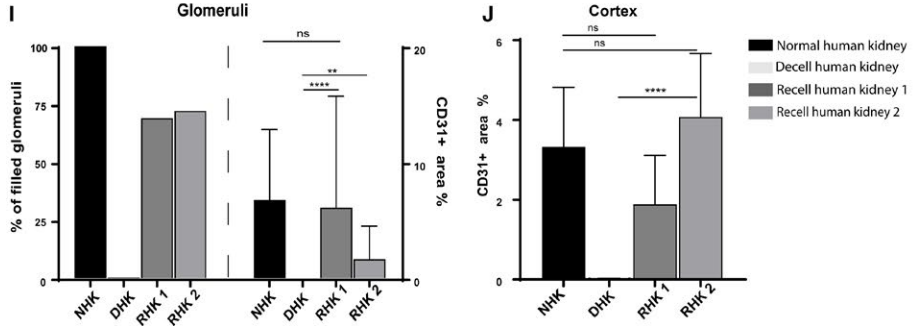 I
Glomeruli
% of filled glomeruli
100
75
50
25
0
ns
**
****
20
10
0
CD31+ area %
NHK
DHK
RHK 1
RHK 2
NHK
DHK
RHK 1
RHK 2
J
Cortex
CD31+ area %
6
4
2
0
ns
ns
****
NHK
DHK
RHK 1
RHK 2
Normal human kidney
Decell human kidney
Recell human kidney 1
Recell human kidney 2